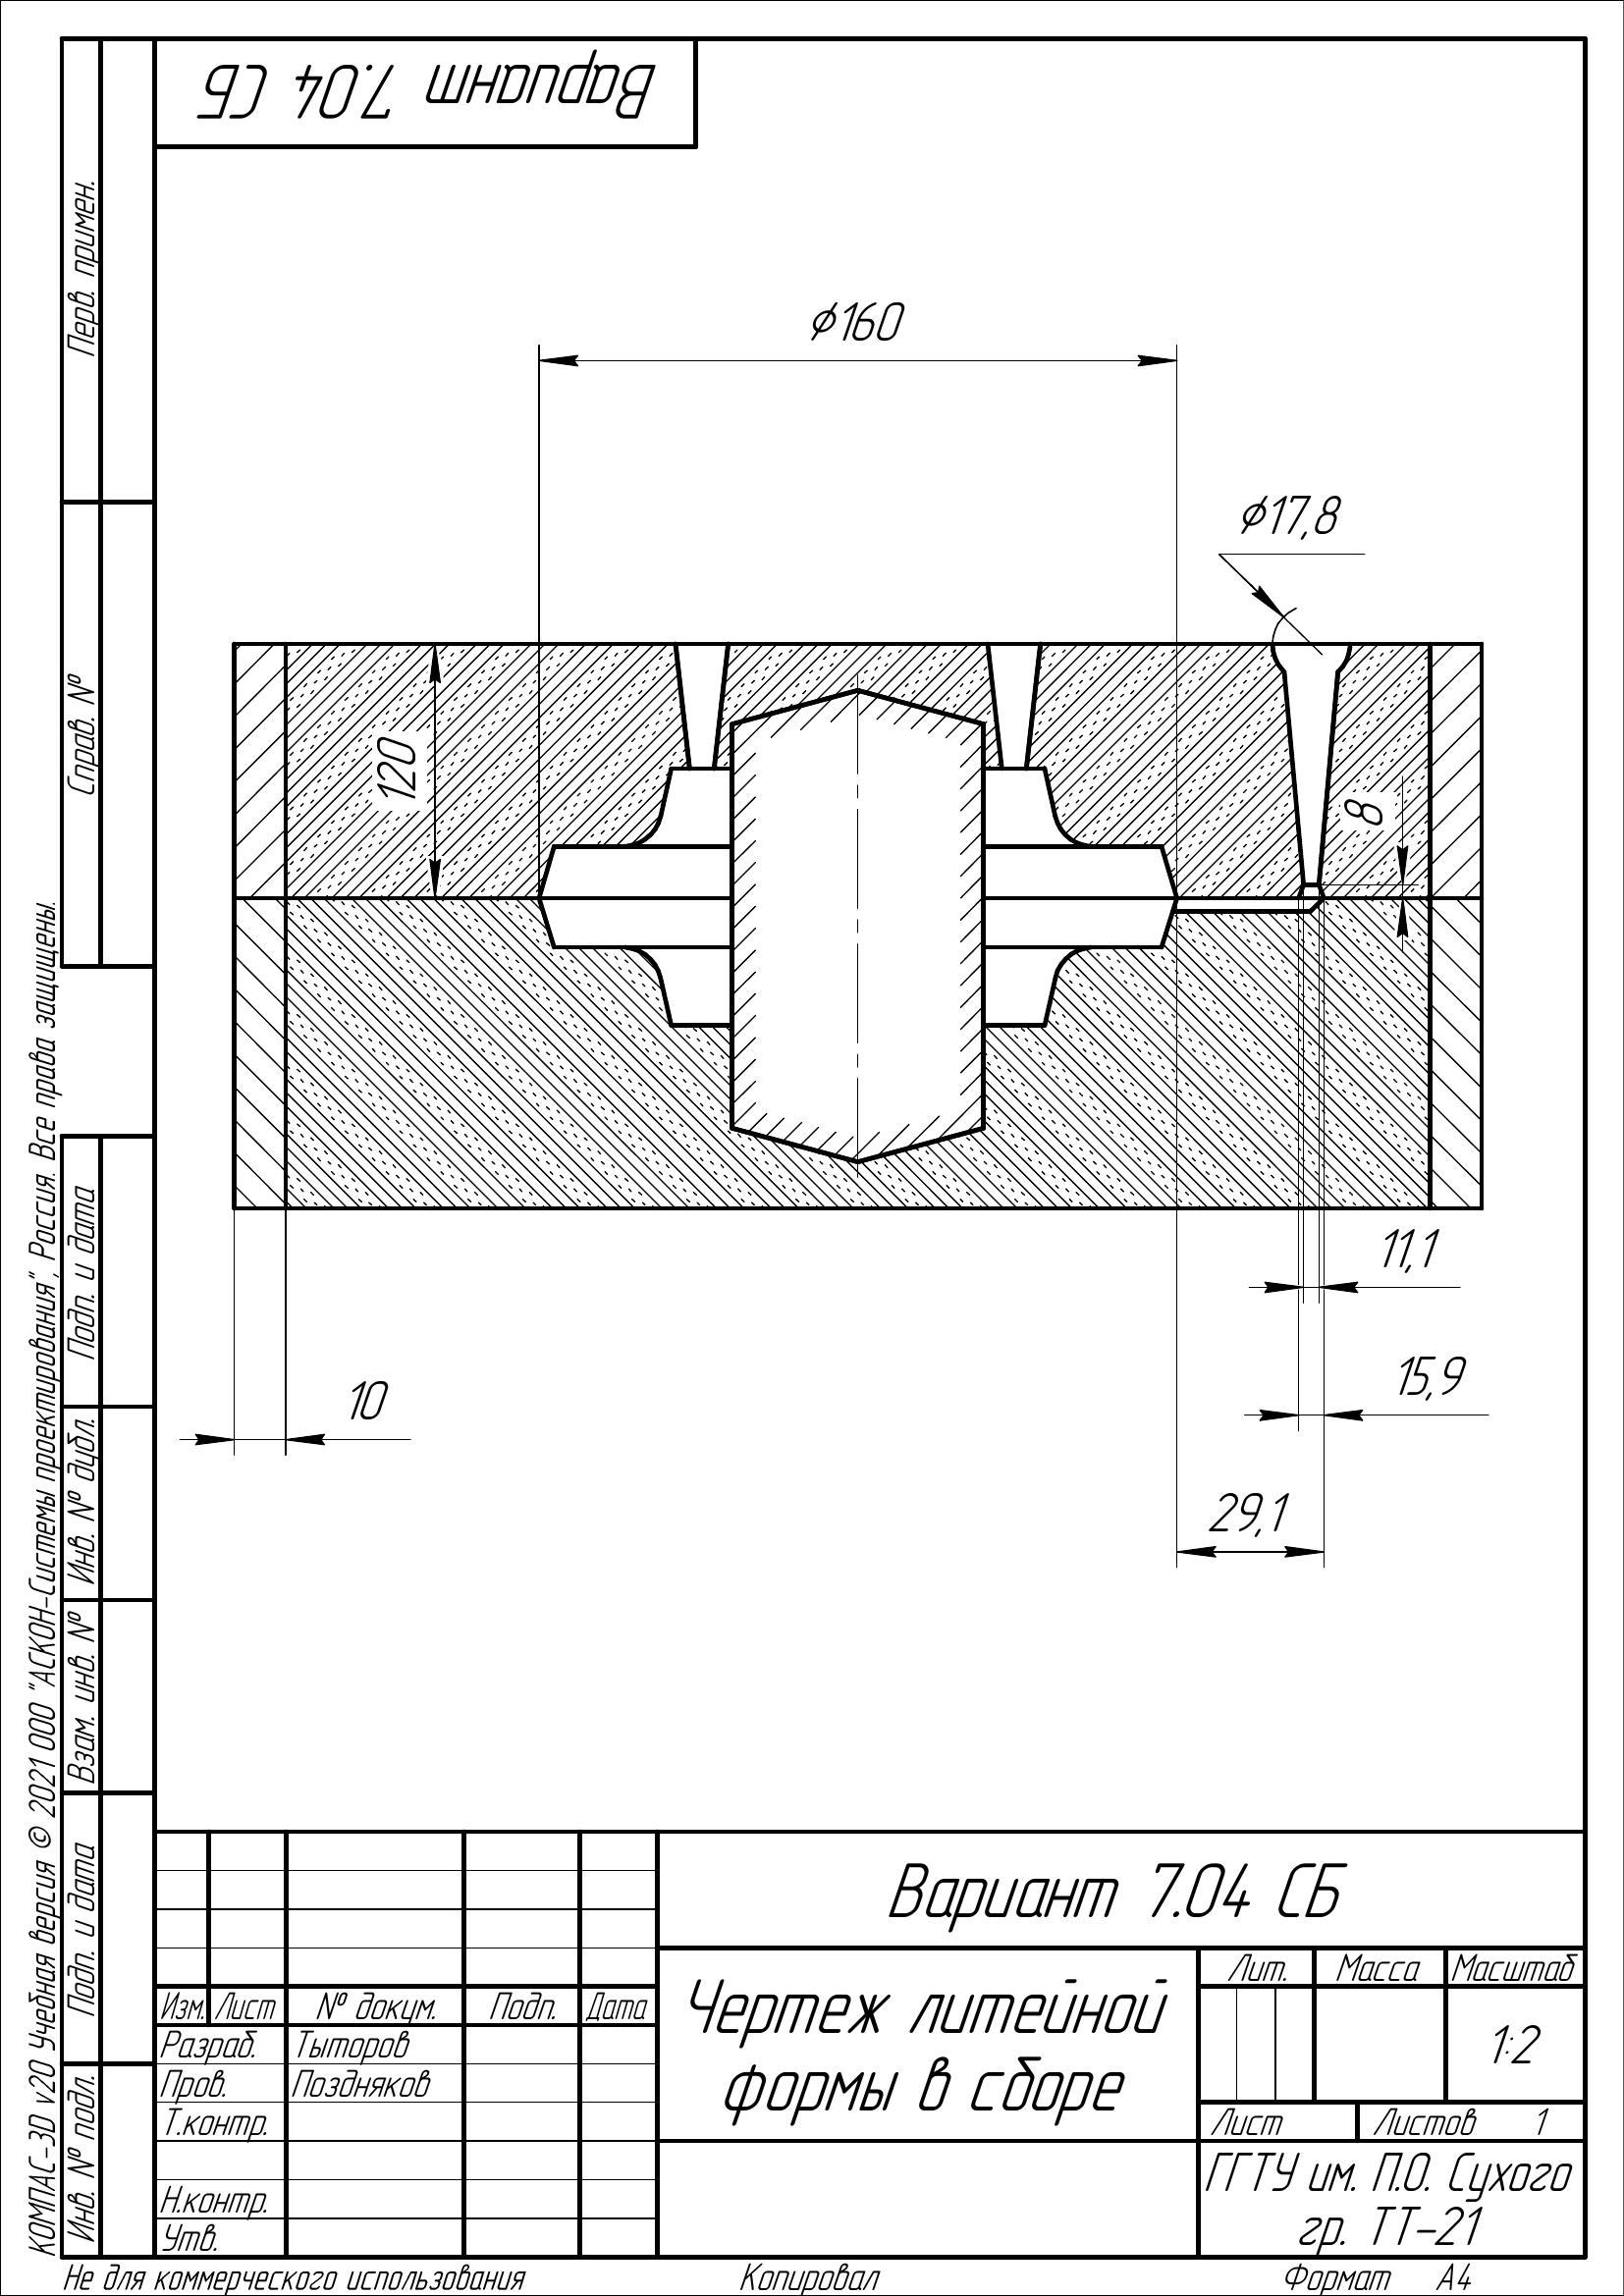 Вариант 7.04 СБ
Перв. примен.
Справ. №
Подп. и дата
Инв. № дубл.
Взам. инв. №
Подп. и дата
Инв. № подл.
КОМПАС-3D v20 Учебная версия © 2021 ООО "АСКОН-Системы проектирования", Россия. Все права защищены.
⌀160
⌀17,8
120
8
11,1
15,9
10
29,1
Вариант 7.04 СБ
Лит. Масса Масштаб
Изм. Лист № докум. Подп. Дата
Разраб. Тыторов
Пров. Поздняков
Т.контр.
Н.контр.
Утв.
Чертеж литейной
формы в сборе
1:2
Лист Листов 1
ГГТУ им. П.О. Сухого
гр. ТТ-21
Не для коммерческого использования Копировал Формат А4